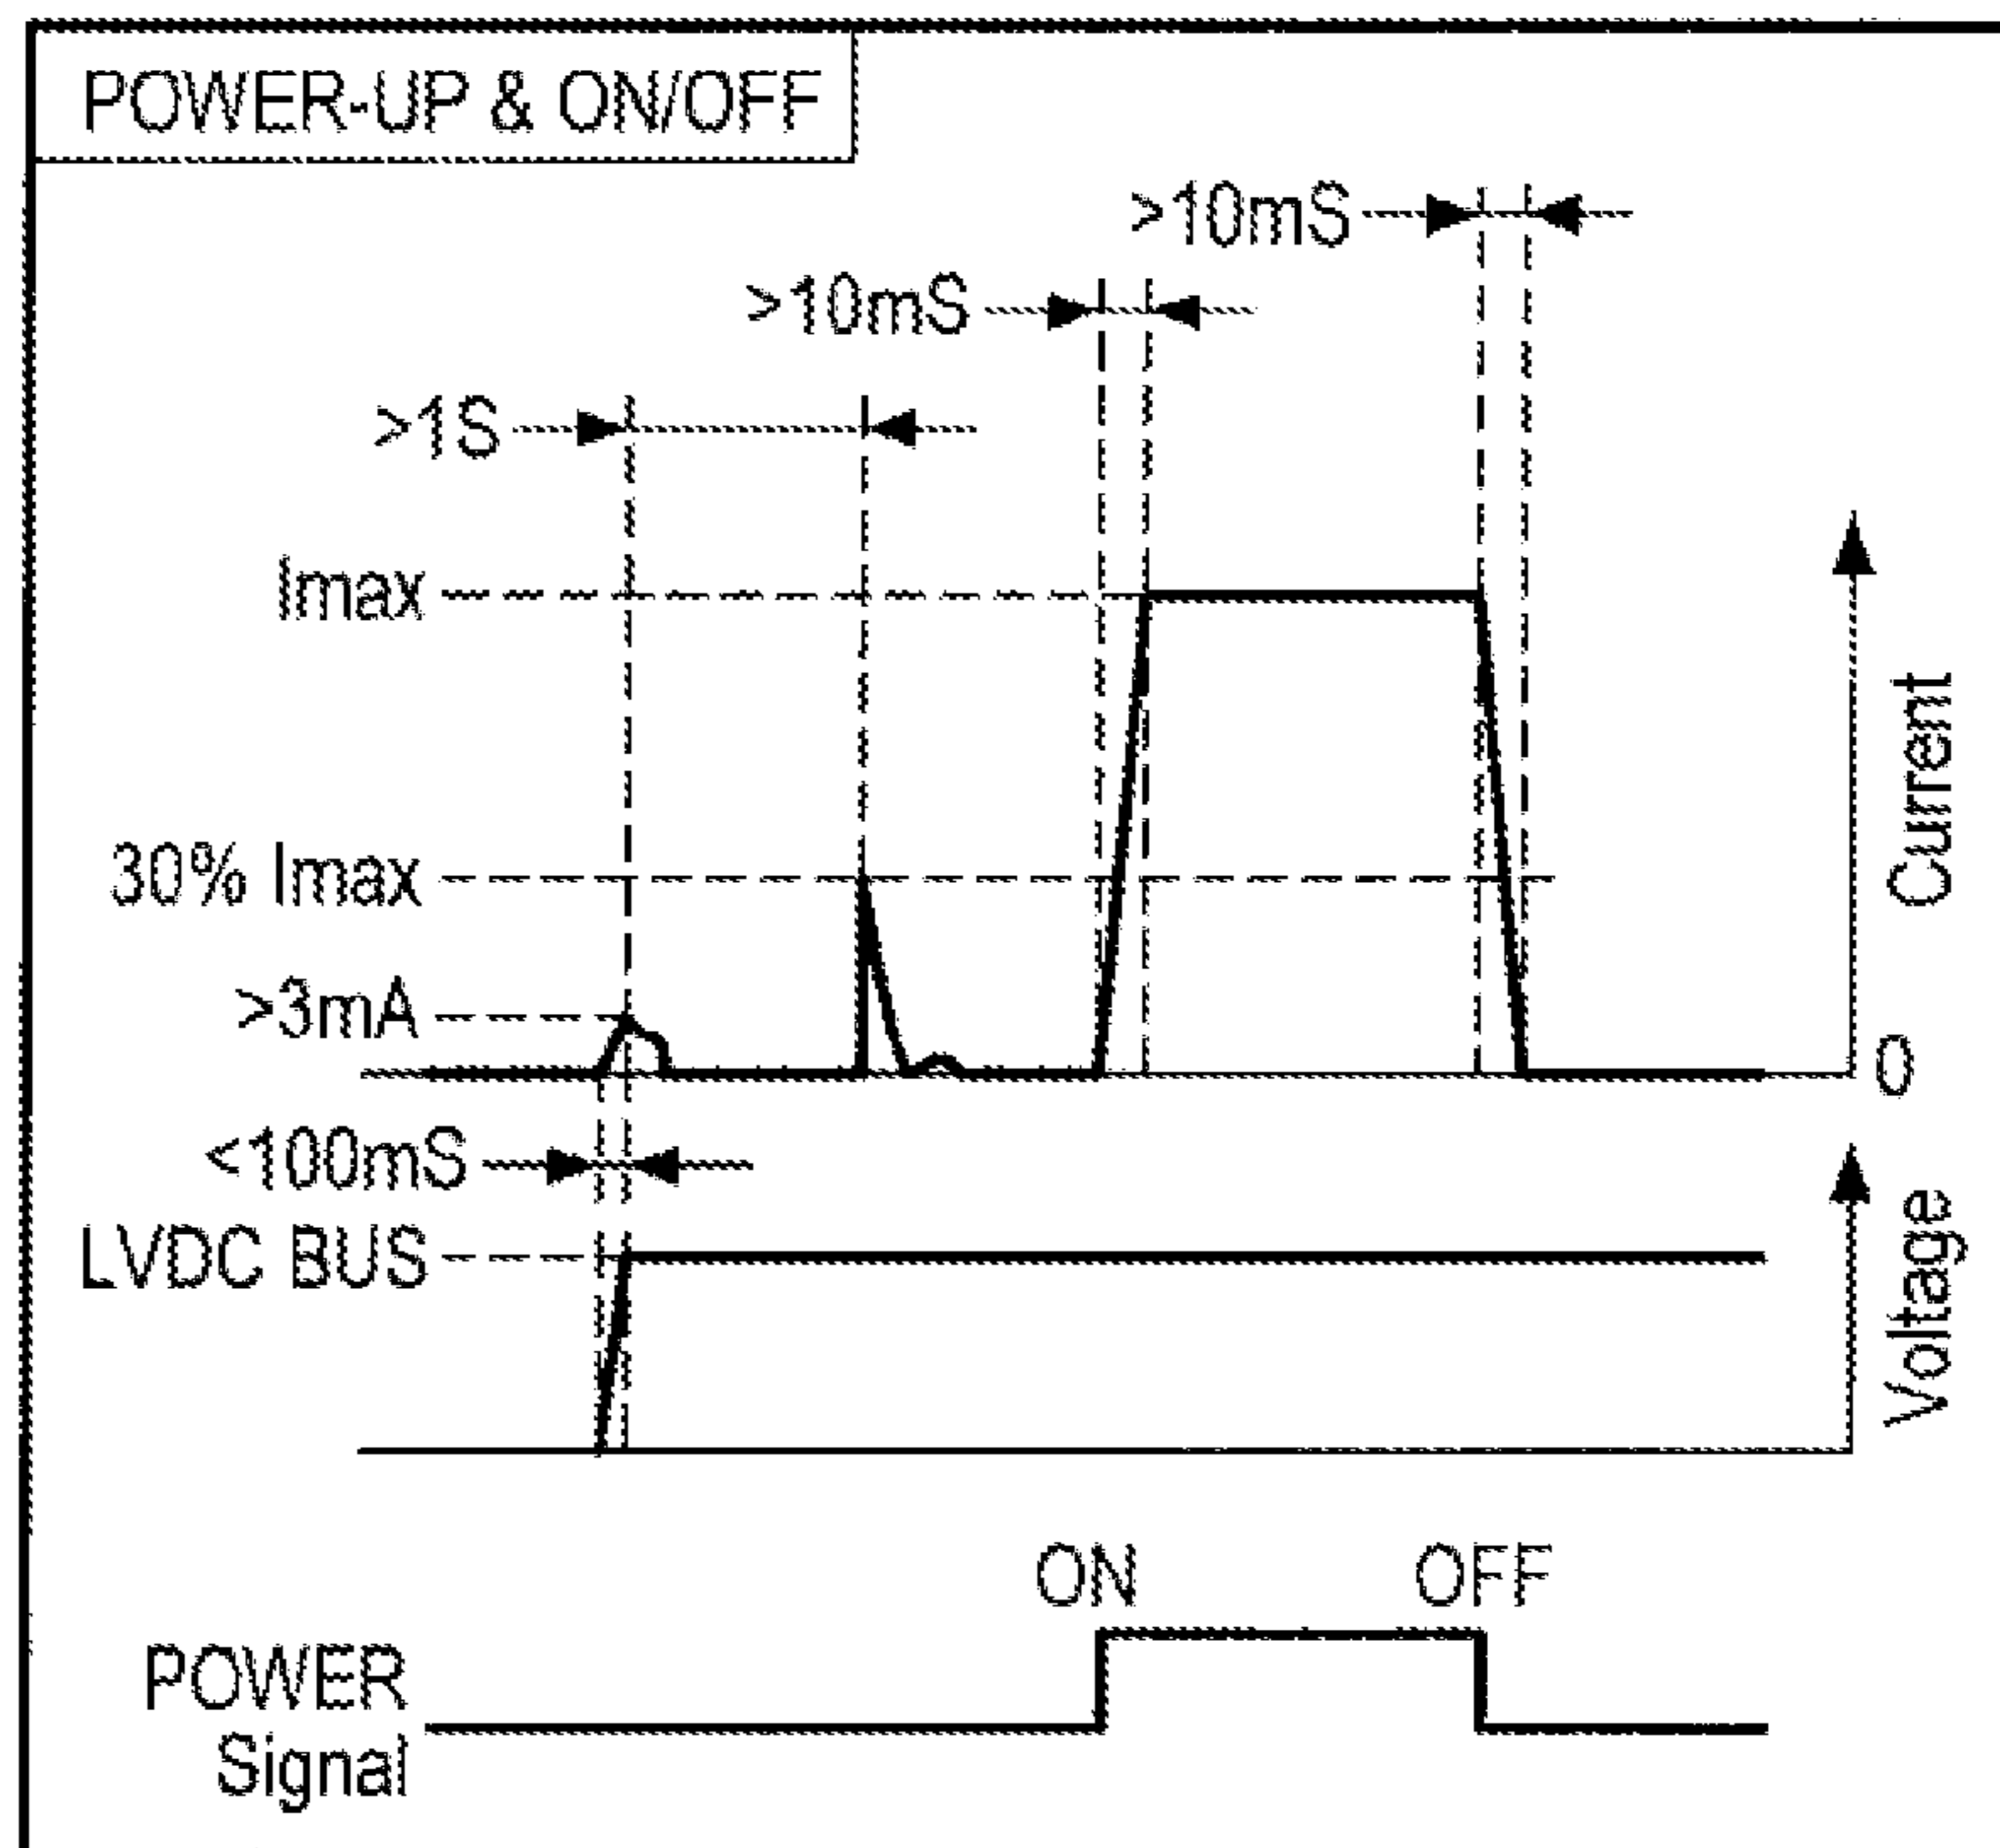 POWER-UP & ON/OFF
>10mS
>10mS
>1S
Imax
Current
30% Imax
>3mA
0
<100mS
LVDC BUS
Voltage
ON
OFF
POWER
Signal